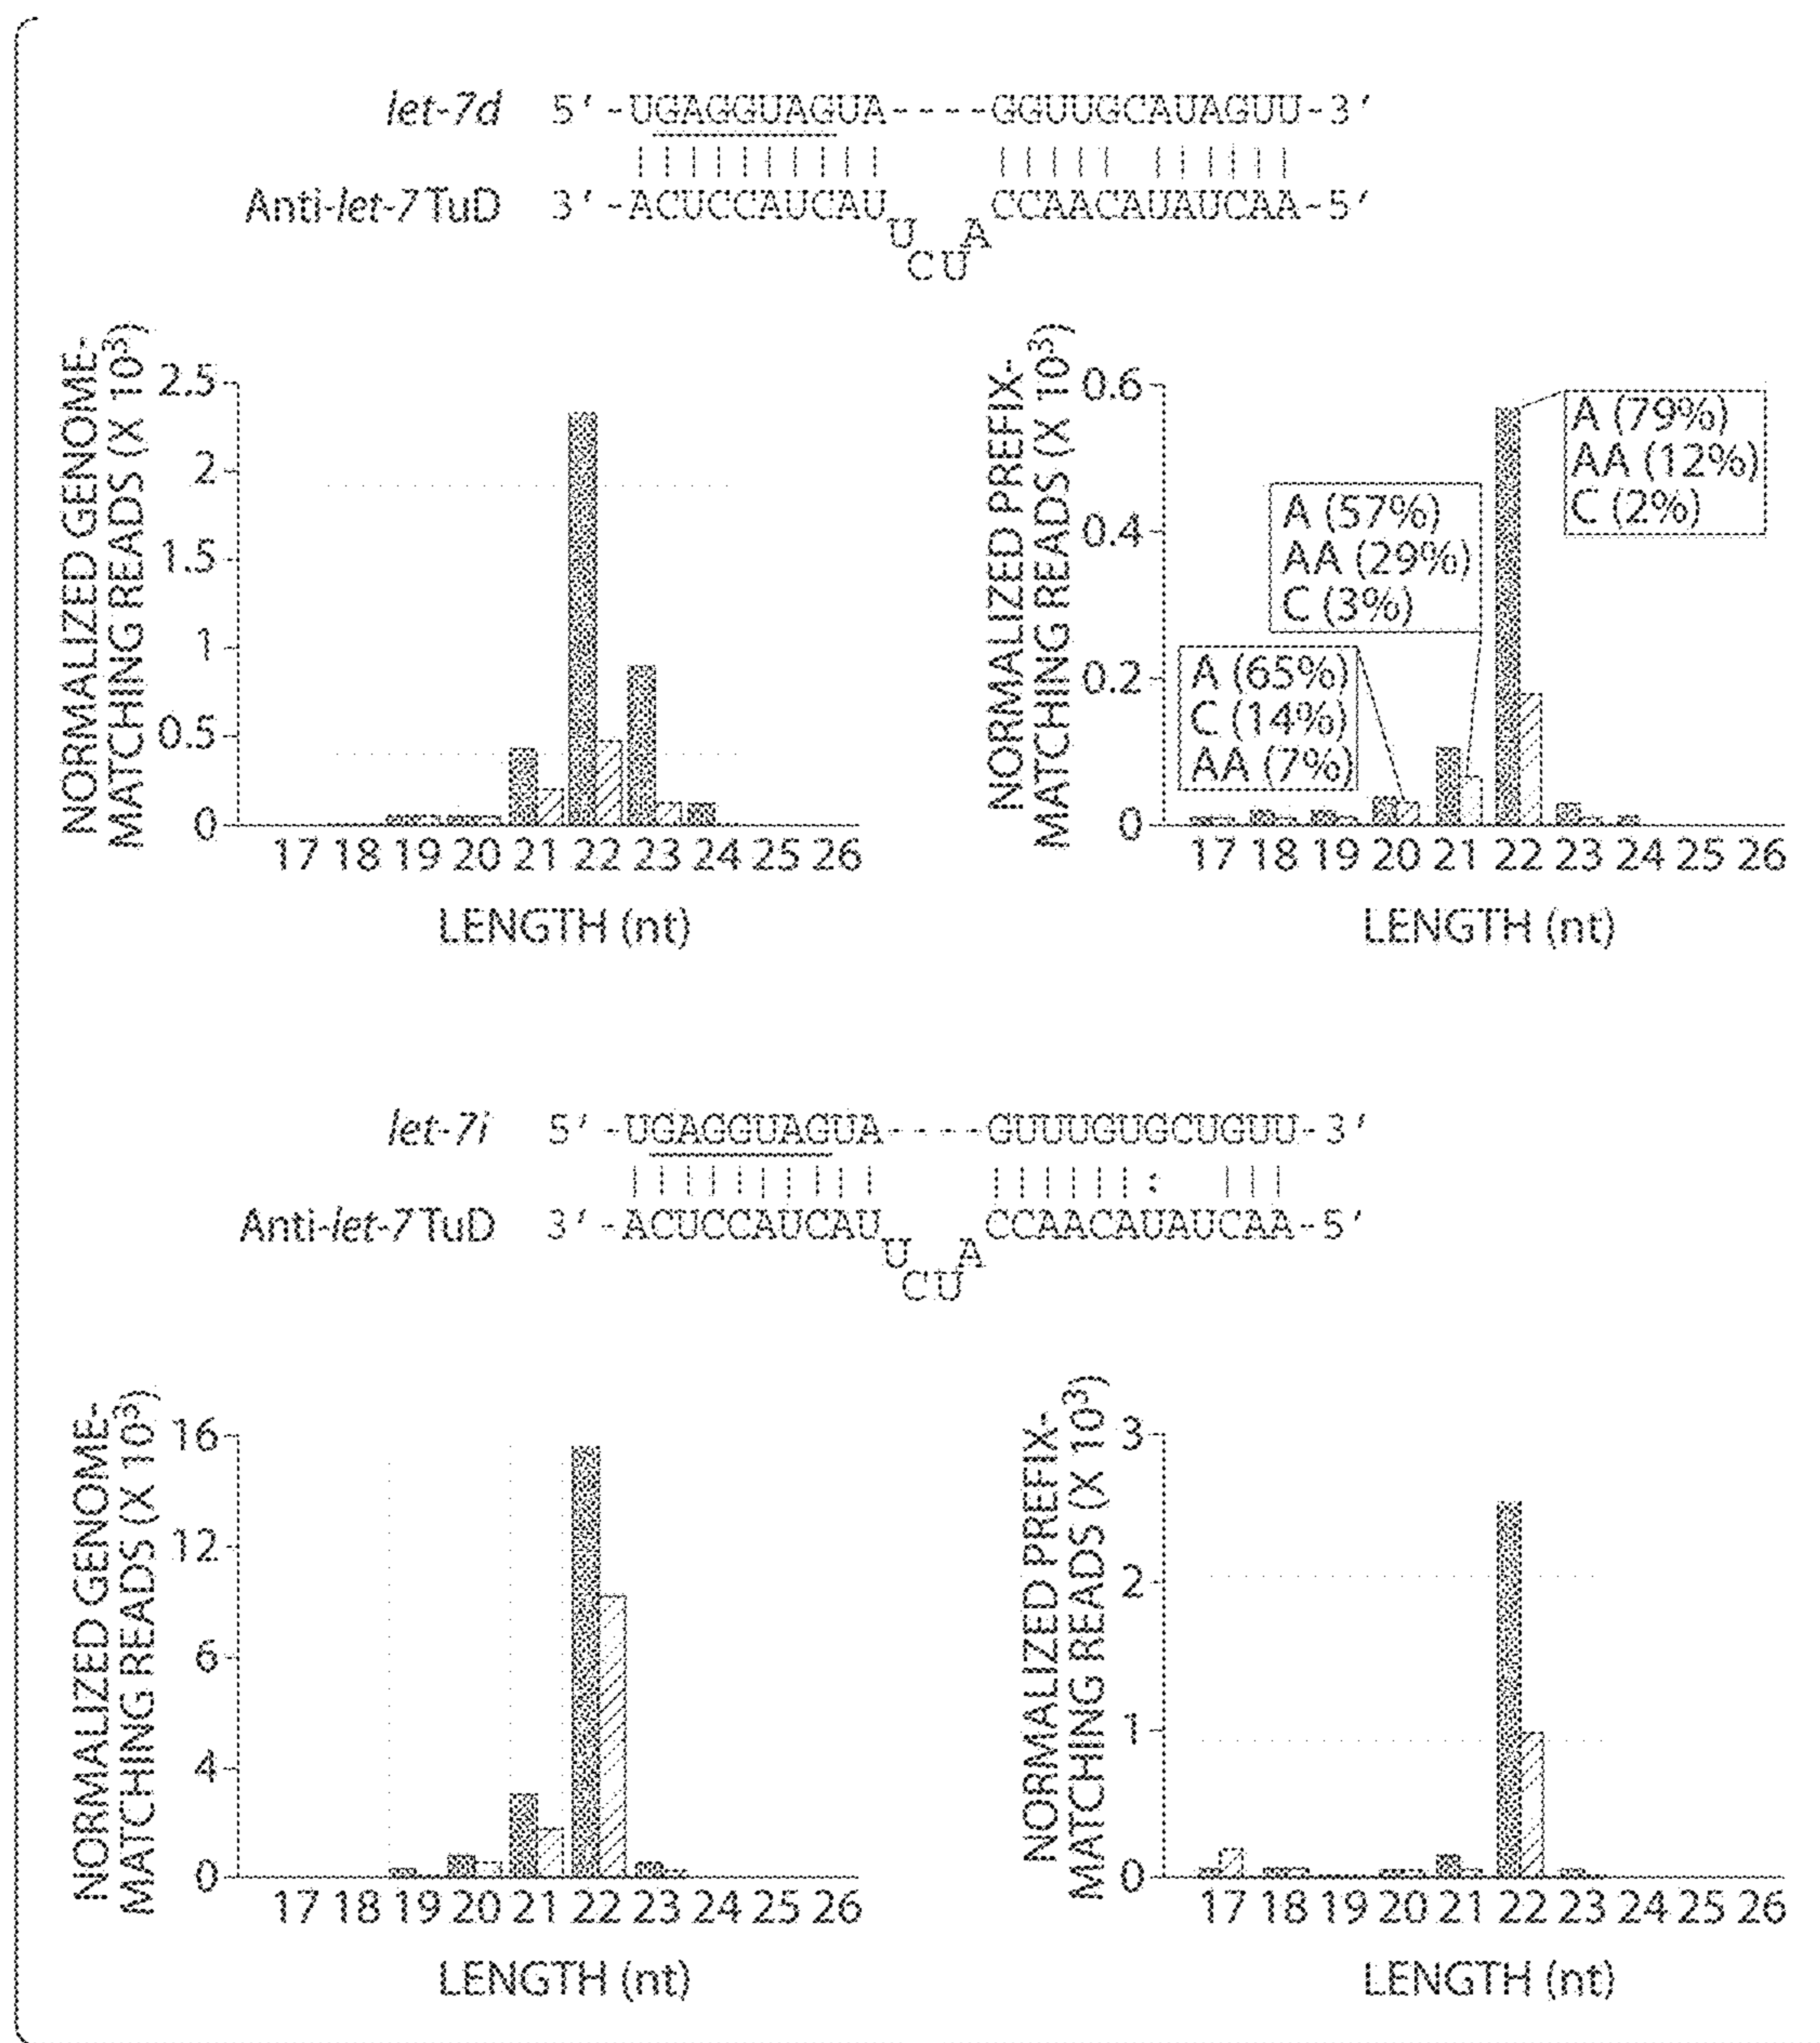 let-7d 5'-UGAGGUAGUA----GGUUGCAUAGUU-3'
Anti-let-7 TuD 3'-ACUCCAUCAU CCAACAUAUCAA-5'
U A
CU
NORMALIZED GENOME-
MATCHING READS (X 10³)
2.5
2
1.5
1
0.5
0
17 18 19 20 21 22 23 24 25 26
LENGTH (nt)
NORMALIZED PREFIX-
MATCHING READS (X 10³)
0.6
0.4
0.2
0
A (79%)
AA (12%)
C (2%)
A (57%)
AA (29%)
C (3%)
A (65%)
C (14%)
AA (7%)
17 18 19 20 21 22 23 24 25 26
LENGTH (nt)
let-7i 5'-UGAGGUAGUA----GUUUGUGCUGUU-3'
Anti-let-7 TuD 3'-ACUCCAUCAU CCAACAUAUCAA-5'
U A
CU
NORMALIZED GENOME-
MATCHING READS (X 10³)
16
12
6
4
0
17 18 19 20 21 22 23 24 25 26
LENGTH (nt)
NORMALIZED PREFIX-
MATCHING READS (X 10³)
3
2
1
0
17 18 19 20 21 22 23 24 25 26
LENGTH (nt)